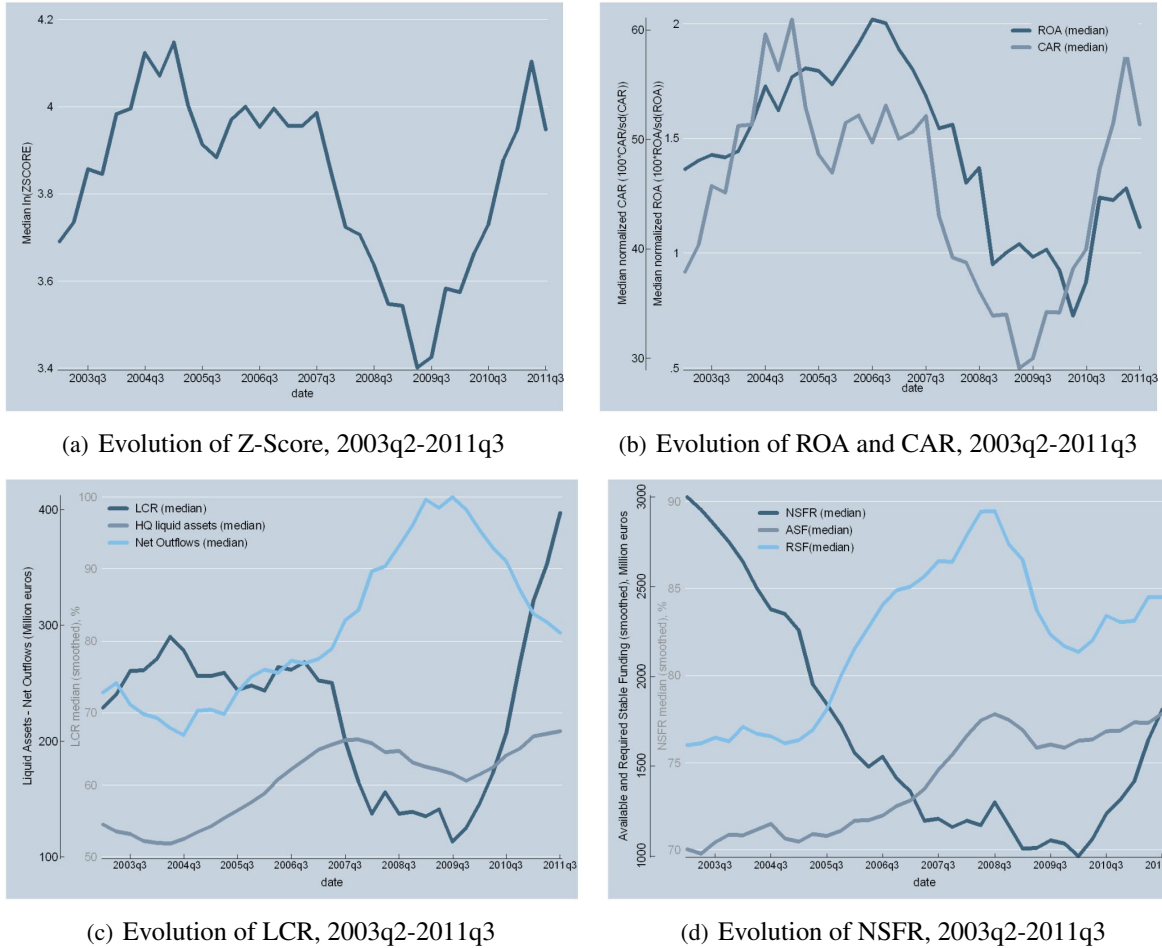 4.2
4
3.8
3.6
3.4
Median ln(ZSCORE)
2003q3 2004q3 2005q3 2006q3 2007q3 2008q3 2009q3 2010q3 2011q3
date
(a) Evolution of Z-Score, 2003q2-2011q3
60
50
40
30
Median normalized CAR (100*CAR/sd(CAR))
2
1.5
1
.5
Median normalized ROA (100*ROA/sd(ROA)
ROA (median)
CAR (median)
2003q3 2004q3 2005q3 2006q3 2007q3 2008q3 2009q3 2010q3 2011q3
date
(b) Evolution of ROA and CAR, 2003q2-2011q3
400
300
200
100
Liquid Assets - Net Outflows (Million euros)
100
90
80
70
60
50
LCR median (smoothed), %
LCR (median)
HQ liquid assets (median)
Net Outflows (median)
2003q3 2004q3 2005q3 2006q3 2007q3 2008q3 2009q3 2010q3 2011q3
date
(c) Evolution of LCR, 2003q2-2011q3
3000
2500
2000
1500
1000
Available and Required Stable Funding (smoothed), Million euros
90
85
80
75
70
NSFR median (smoothed), %
NSFR (median)
ASF(median)
RSF(median)
2003q3 2004q3 2005q3 2006q3 2007q3 2008q3 2009q3 2010q3 201
date
(d) Evolution of NSFR, 2003q2-2011q3